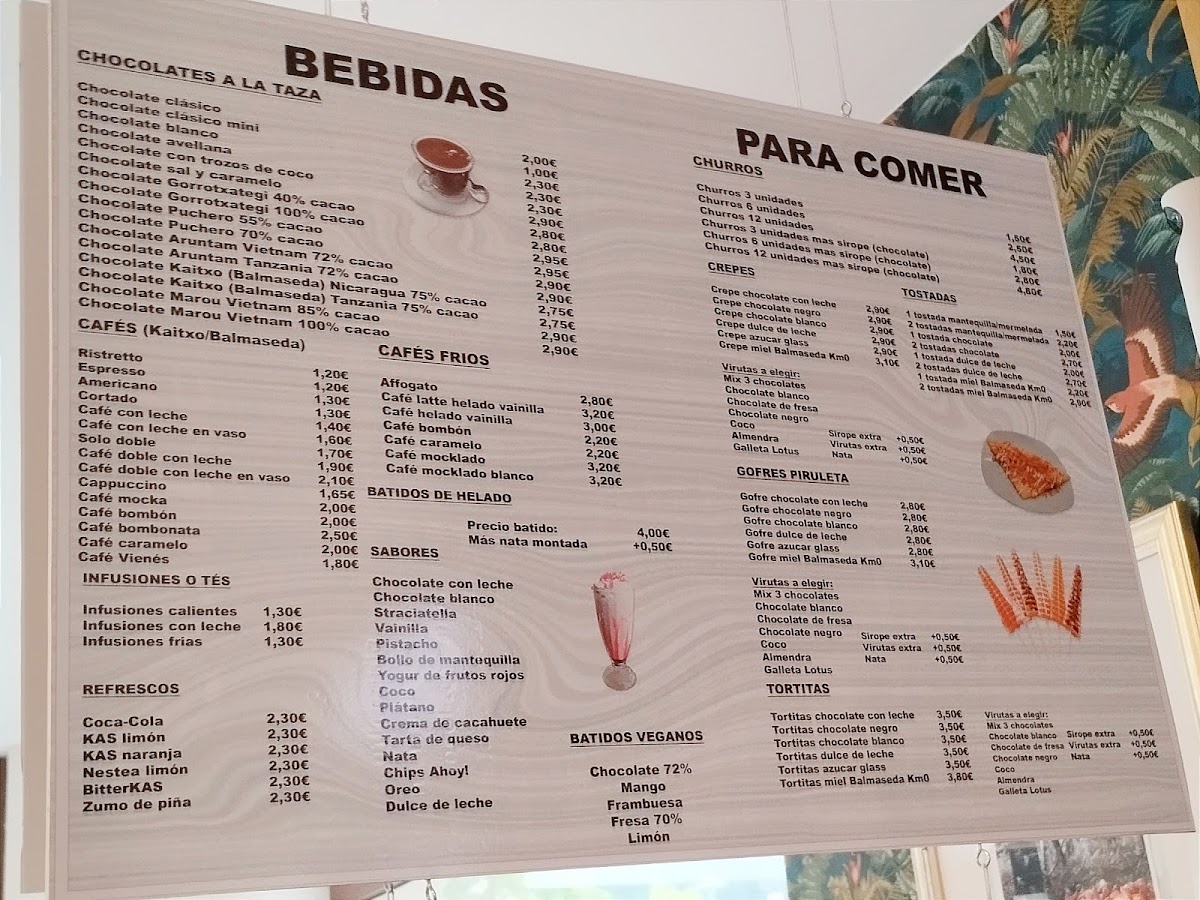 BEBIDAS
CHOCOLATES A LA TAZA
Chocolate clásico 2,00€
Chocolate clásico mini 1,00€
Chocolate blanco 2,30€
Chocolate avellana 2,30€
Chocolate con trozos de coco 2,30€
Chocolate sal y caramelo 2,90€
Chocolate Gorrotxategi 40% cacao 2,80€
Chocolate Gorrotxategi 100% cacao 2,80€
Chocolate Puchero 55% cacao 2,95€
Chocolate Puchero 70% cacao 2,95€
Chocolate Aruntam Vietnam 72% cacao 2,90€
Chocolate Aruntam Tanzania 72% cacao 2,90€
Chocolate Kaitxo (Balmaseda) Nicaragua 75% cacao 2,75€
Chocolate Kaitxo (Balmaseda) Tanzania 75% cacao 2,75€
Chocolate Marou Vietnam 85% cacao 2,90€
Chocolate Marou Vietnam 100% cacao 2,90€
CAFÉS (Kaitxo/Balmaseda)
Ristretto 1,20€
Espresso 1,20€
Americano 1,30€
Cortado 1,30€
Café con leche 1,40€
Café con leche en vaso 1,60€
Solo doble 1,70€
Café doble con leche 1,90€
Café doble con leche en vaso 2,10€
Cappuccino 1,65€
Café mocka 2,00€
Café bombón 2,00€
Café bombonata 2,50€
Café caramelo 2,00€
Café Vienés 1,80€
INFUSIONES O TÉS
Infusiones calientes 1,30€
Infusiones con leche 1,80€
Infusiones frias 1,30€
REFRESCOS
Coca-Cola 2,30€
KAS limón 2,30€
KAS naranja 2,30€
Nestea limón 2,30€
BitterKAS 2,30€
Zumo de piña 2,30€
CAFÉS FRIOS
Affogato 2,80€
Café latte helado vainilla 3,20€
Café helado vainilla 3,00€
Café bombón 2,20€
Café caramelo 2,20€
Café mocklado 3,20€
Café mocklado blanco 3,20€
BATIDOS DE HELADO
Precio batido: 4,00€
Más nata montada +0,50€
SABORES
Chocolate con leche
Chocolate blanco
Straciatella
Vainilla
Pistacho
Bollo de mantequilla
Yogur de frutos rojos
Coco
Plátano
Crema de cacahuete
Tarta de queso
Nata
Chips Ahoy!
Oreo
Dulce de leche
BATIDOS VEGANOS
Chocolate 72%
Mango
Frambuesa
Fresa 70%
Limón
PARA COMER
CHURROS
Churros 3 unidades 1,50€
Churros 6 unidades 2,50€
Churros 12 unidades 4,50€
Churros 3 unidades mas sirope (chocolate) 1,80€
Churros 6 unidades mas sirope (chocolate) 2,80€
Churros 12 unidades mas sirope (chocolate) 4,80€
CREPES
Crepe chocolate con leche 2,90€
Crepe chocolate negro 2,90€
Crepe chocolate blanco 2,90€
Crepe dulce de leche 2,90€
Crepe azucar glass 2,90€
Crepe miel Balmaseda Km0 3,10€
Virutas a elegir:
Mix 3 chocolates
Chocolate blanco
Chocolate de fresa
Chocolate negro
Coco Sirope extra +0,50€
Almendra Virutas extra +0,50€
Galleta Lotus Nata +0,50€
TOSTADAS
1 tostada mantequilla/mermelada 1,50€
2 tostadas mantequilla/mermelada 2,20€
1 tostada chocolate 2,00€
2 tostadas chocolate 2,70€
1 tostada dulce de leche 2,00€
2 tostadas dulce de leche 2,70€
1 tostada miel Balmaseda Km0 2,20€
2 tostadas miel Balmaseda Km0 2,90€
GOFRES PIRULETA
Gofre chocolate con leche 2,80€
Gofre chocolate negro 2,80€
Gofre chocolate blanco 2,80€
Gofre dulce de leche 2,80€
Gofre azucar glass 2,80€
Gofre miel Balmaseda Km0 3,10€
Virutas a elegir:
Mix 3 chocolates
Chocolate blanco
Chocolate de fresa
Chocolate negro Sirope extra +0,50€
Coco Virutas extra +0,50€
Almendra Nata +0,50€
Galleta Lotus
TORTITAS
Tortitas chocolate con leche 3,50€
Tortitas chocolate negro 3,50€
Tortitas chocolate blanco 3,50€
Tortitas dulce de leche 3,50€
Tortitas azucar glass 3,50€
Tortitas miel Balmaseda Km0 3,80€
Virutas a elegir:
Mix 3 chocolates
Chocolate blanco Sirope extra +0,50€
Chocolate de fresa Virutas extra +0,50€
Chocolate negro Nata +0,50€
Coco
Almendra
Galleta Lotus